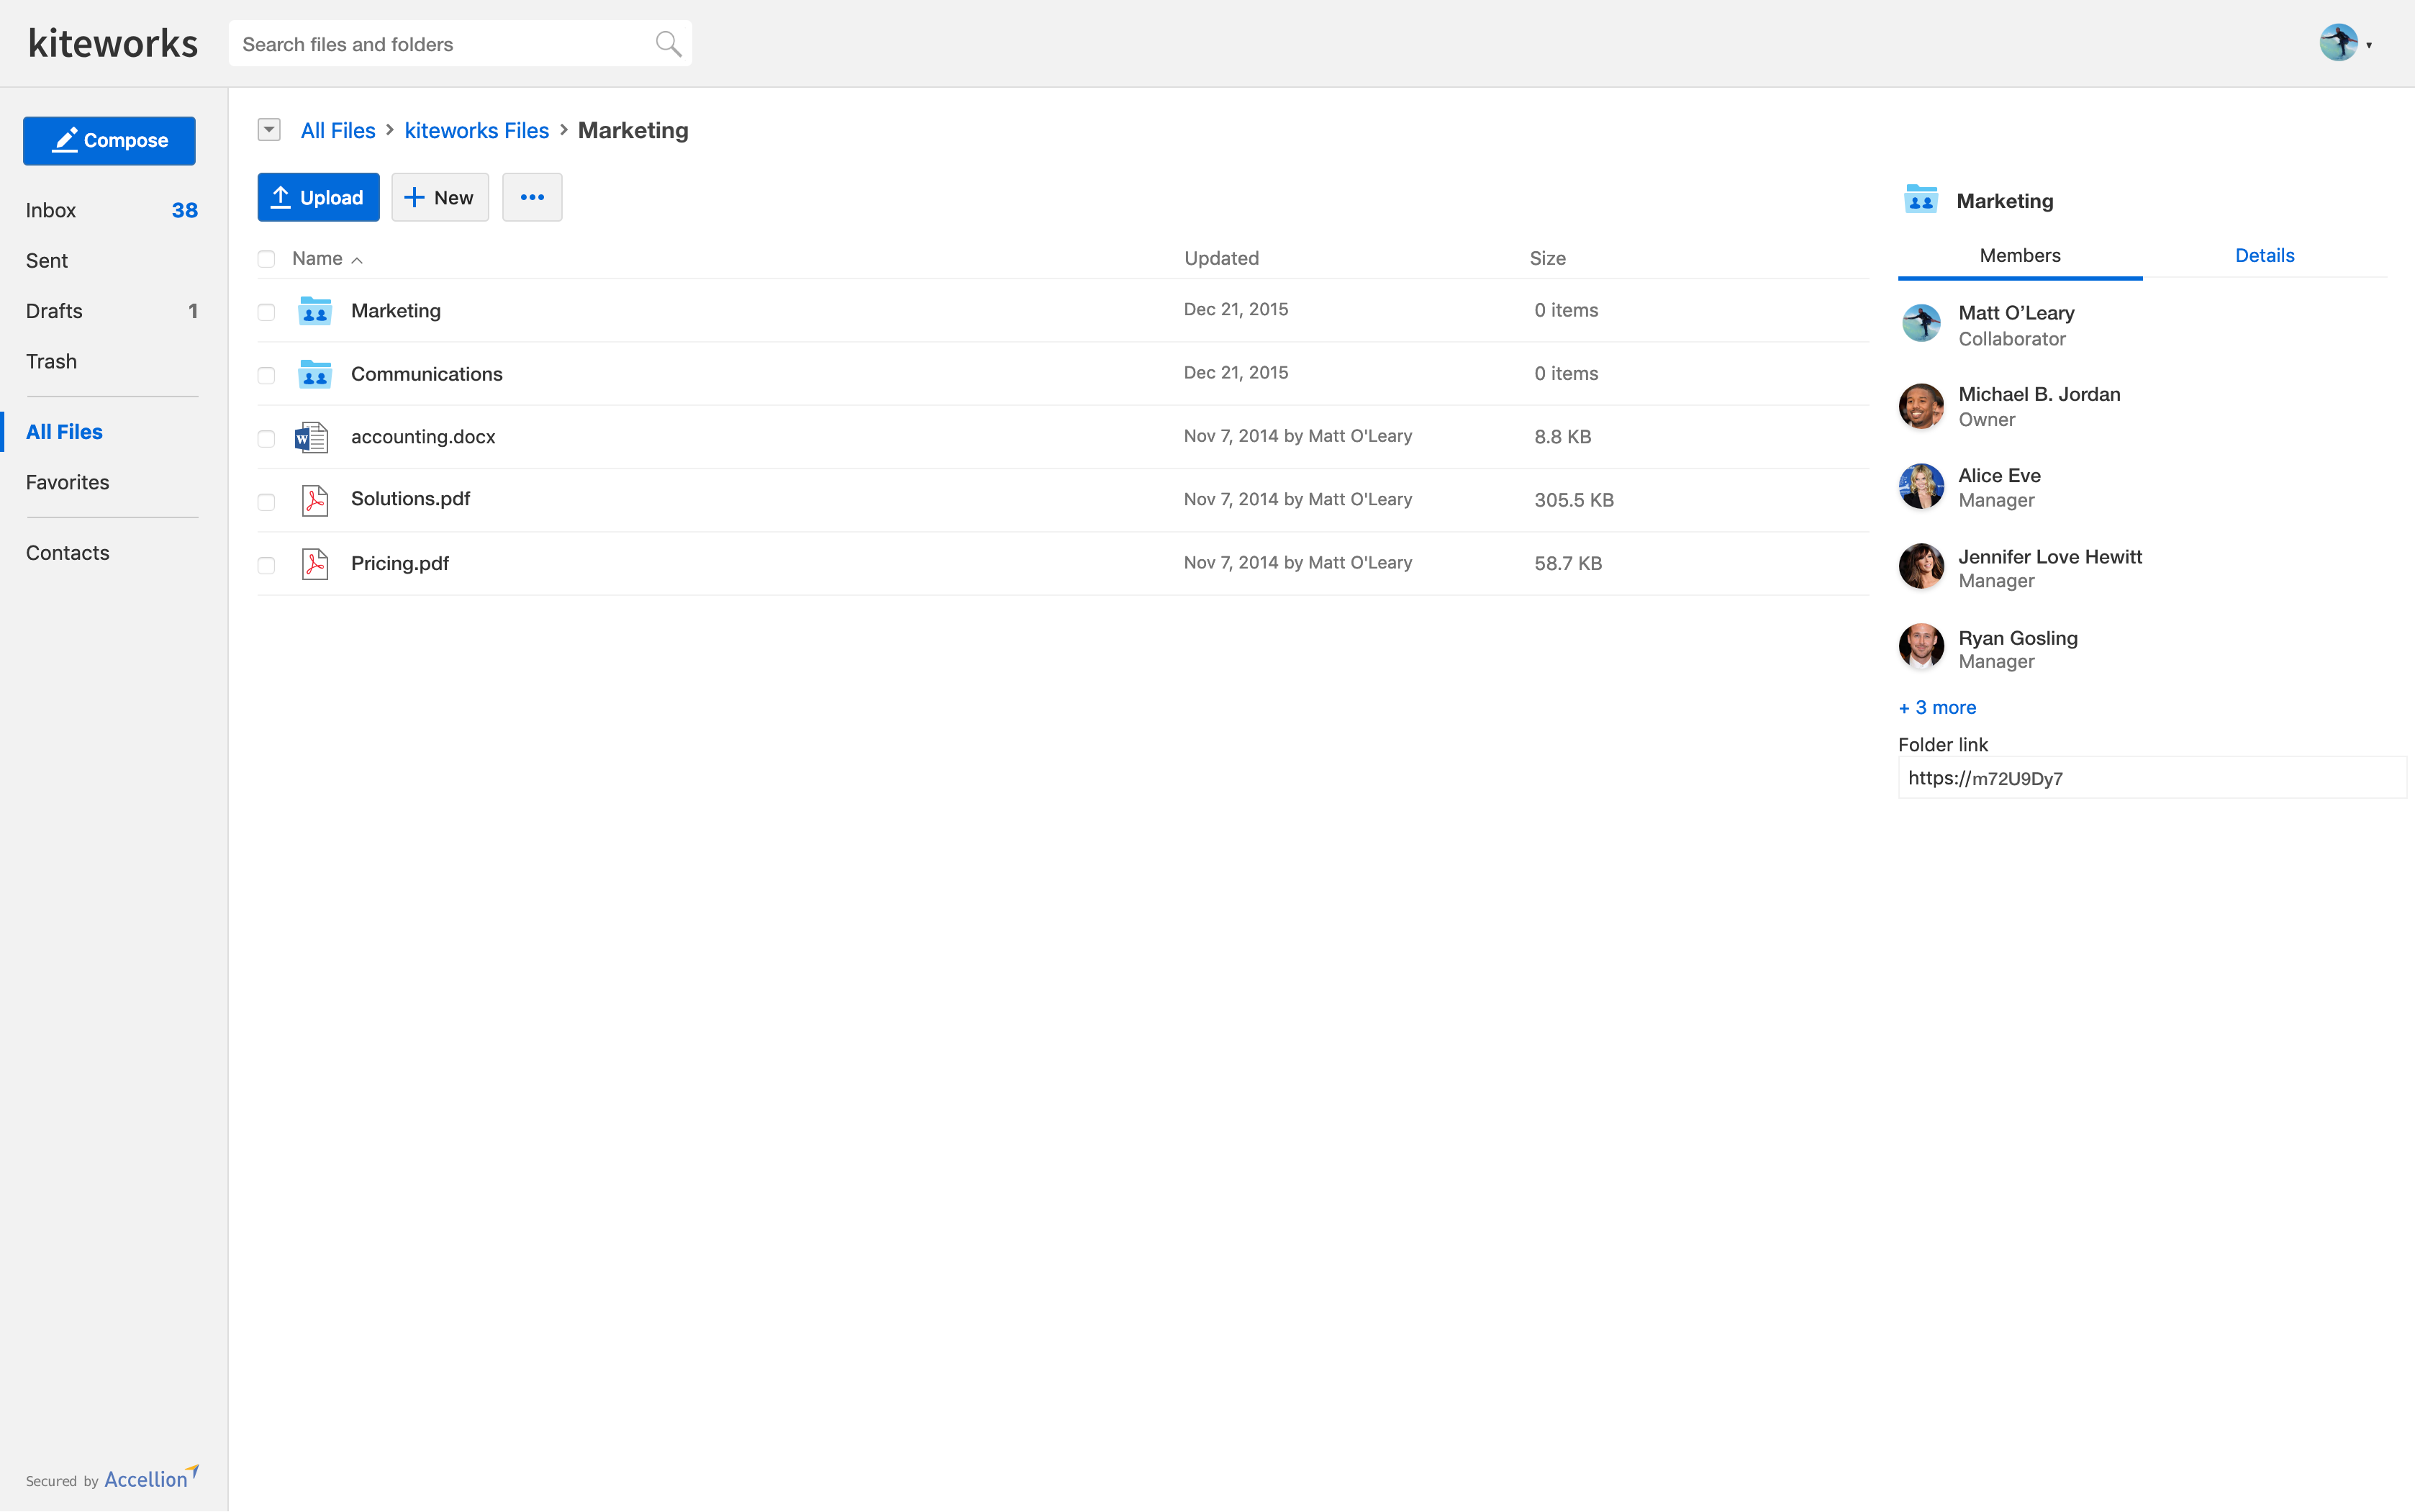 kiteworks
Search files and folders
Compose
Inbox 38
Sent
Drafts 1
Trash
All Files
Favorites
Contacts
Secured by Accellion
All Files > kiteworks Files > Marketing
Upload
New
Name Updated Size
Marketing Dec 21, 2015 0 items
Communications Dec 21, 2015 0 items
W accounting.docx Nov 7, 2014 by Matt O'Leary 8.8 KB
Solutions.pdf Nov 7, 2014 by Matt O'Leary 305.5 KB
Pricing.pdf Nov 7, 2014 by Matt O'Leary 58.7 KB
Marketing
Members Details
Matt O’Leary
Collaborator
Michael B. Jordan
Owner
Alice Eve
Manager
Jennifer Love Hewitt
Manager
Ryan Gosling
Manager
+ 3 more
Folder link
https://m72U9Dy7